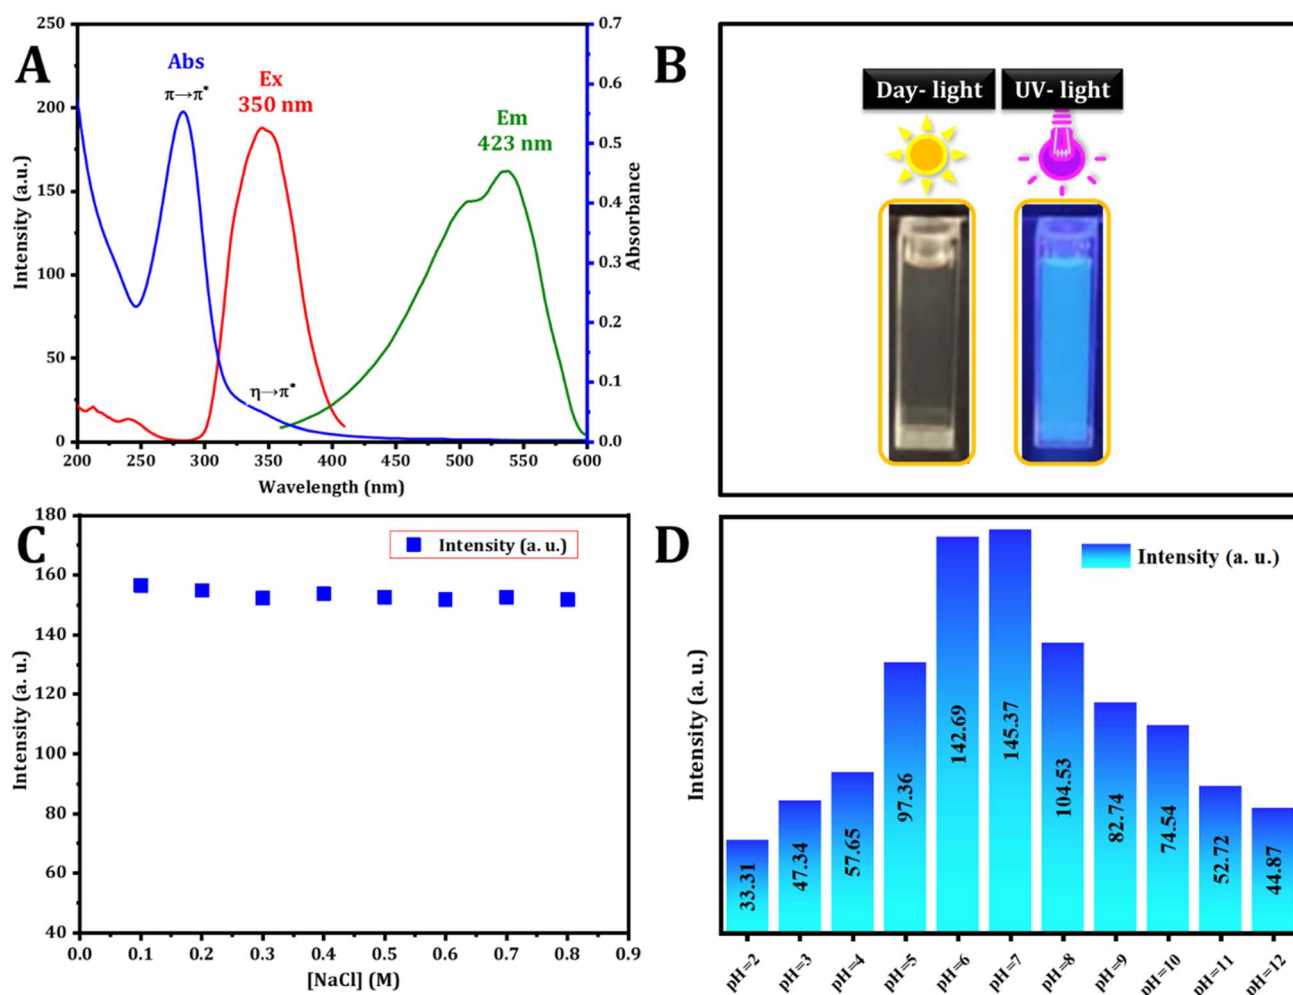 A
Abs
π→π*
Ex
350 nm
Em
423 nm
η→π*
Intensity (a.u.)
250
200
150
100
50
0
Absorbance
0.7
0.6
0.5
0.4
0.3
0.2
0.1
0.0
200 250 300 350 400 450 500 550 600
Wavelength (nm)
B
Day- light
UV- light
C
Intensity (a. u.)
Intensity (a. u.)
180
160
140
120
100
80
60
40
0.0 0.1 0.2 0.3 0.4 0.5 0.6 0.7 0.8 0.9
[NaCl] (M)
D
Intensity (a. u.)
Intensity (a. u.)
33.31
47.34
57.65
97.36
142.69
145.37
104.53
82.74
74.54
52.72
44.87
pH=2 pH=3 pH=4 pH=5 pH=6 pH=7 pH=8 pH=9 pH=10 pH=11 pH=12